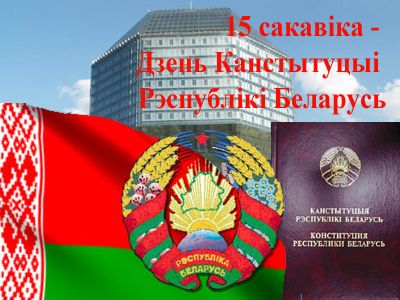 15 сакавіка -
Дзень Канстытуцыі
Рэспублікі Беларусь
РЭСПУБЛІКА
БЕЛАРУСЬ
КАНСТЫТУЦЫЯ
РЭСПУБЛІКІ БЕЛАРУСЬ
КОНСТИТУЦИЯ
РЕСПУБЛИКИ БЕЛАРУСЬ